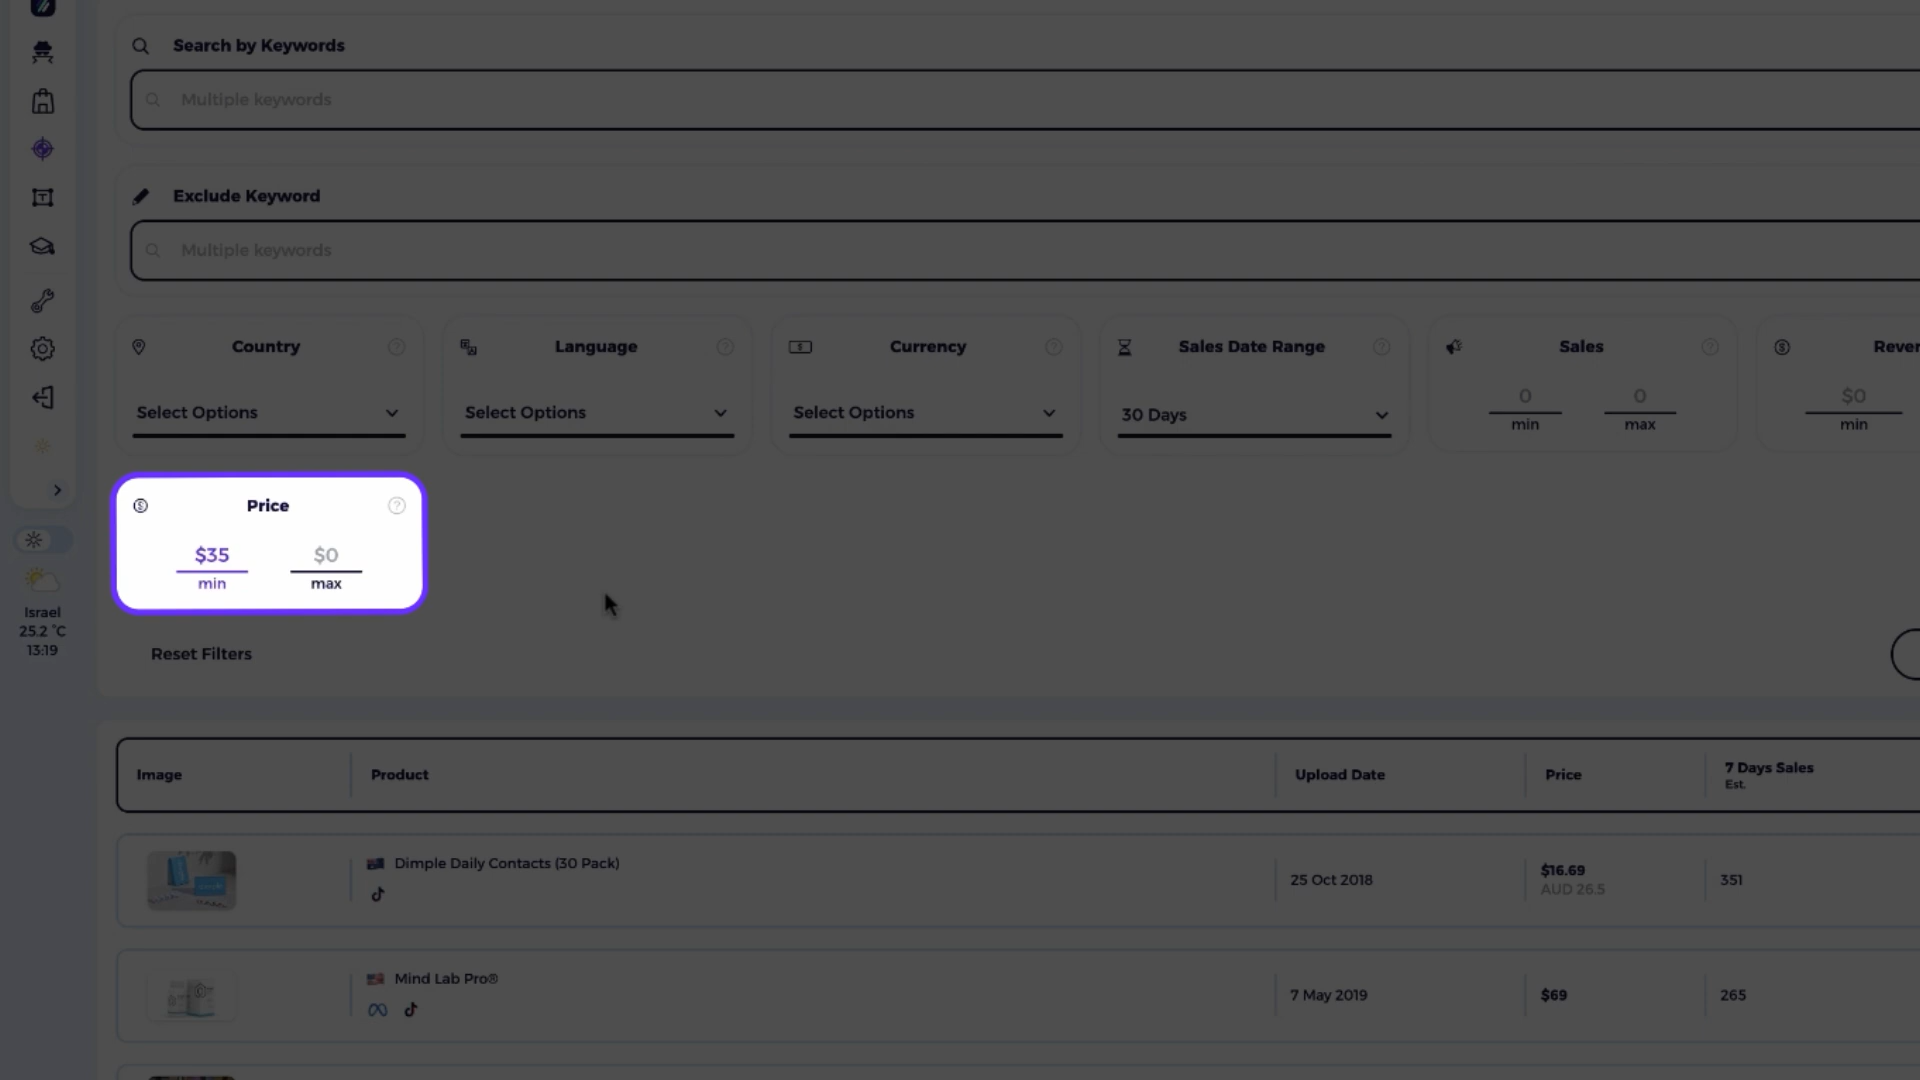 Search by Keywords
Multiple keywords
Exclude Keyword
Multiple keywords
Country
Language
Currency
Sales Date Range
Sales
Select Options
Select Options
Select Options
30 Days
0
min
0
max
$0
min
Price
$35
min
$0
max
Israel
25.2 °C
13:19
Reset Filters
Image
Product
Upload Date
Price
7 Days Sales
Est.
Dimple Daily Contacts (30 Pack)
25 Oct 2018
$16.69
AUD 26.5
351
Mind Lab Pro®
7 May 2019
$69
265